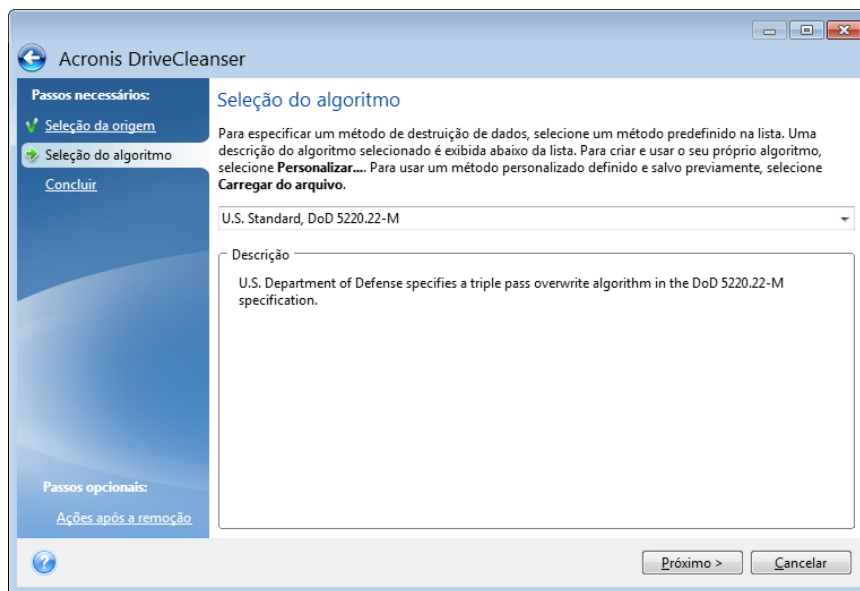 Acronis DriveCleanser
Passos necessários:
Seleção da origem
Seleção do algoritmo
Concluir
Passos opcionais:
Ações após a remoção
Seleção do algoritmo
Para especificar um método de destruição de dados, selecione um método predefinido na lista. Uma
descrição do algoritmo selecionado é exibida abaixo da lista. Para criar e usar o seu próprio algoritmo,
selecione Personalizar.... Para usar um método personalizado definido e salvo previamente, selecione
Carregar do arquivo.
U.S. Standard, DoD 5220.22-M
Descrição
U.S. Department of Defense specifies a triple pass overwrite algorithm in the DoD 5220.22-M
specification.
Próximo >
Cancelar